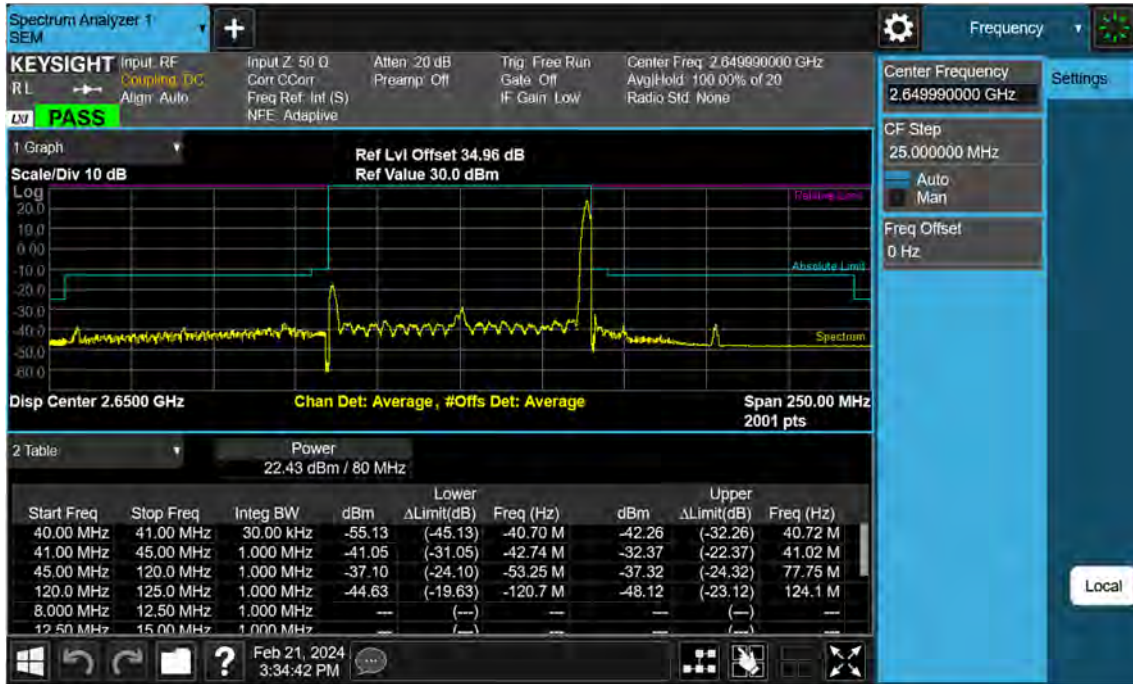 Spectrum Analyzer 1
SEM
+
Frequency
KEYSIGHT
RL
LXI PASS
Input: RF
Coupling: DC
Align: Auto
Input Z: 50 Ω
Corr CCorr
Freq Ref: Int (S)
NFE: Adaptive
Atten: 20 dB
Preamp: Off
Trig: Free Run
Gate: Off
IF Gain: Low
Center Freq: 2.649990000 GHz
Avg|Hold: 100.00% of 20
Radio Std: None
Center Frequency
2.649990000 GHz
Settings
CF Step
25.000000 MHz
Auto
Man
Freq Offset
0 Hz
Local
1 Graph
Scale/Div 10 dB
Ref Lvl Offset 34.96 dB
Ref Value 30.0 dBm
Log
20.0
10.0
0.00
-10.0
-20.0
-30.0
-40.0
-50.0
-60.0
Relative Limit
Absolute Limit
Spectrum
Disp Center 2.6500 GHz
Chan Det: Average, #Offs Det: Average
Span 250.00 MHz
2001 pts
2 Table
Power
22.43 dBm / 80 MHz
Lower Upper
Start Freq Stop Freq Integ BW dBm ΔLimit(dB) Freq (Hz) dBm ΔLimit(dB) Freq (Hz)
40.00 MHz 41.00 MHz 30.00 kHz -55.13 (-45.13) -40.70 M -42.26 (-32.26) 40.72 M
41.00 MHz 45.00 MHz 1.000 MHz -41.05 (-31.05) -42.74 M -32.37 (-22.37) 41.02 M
45.00 MHz 120.0 MHz 1.000 MHz -37.10 (-24.10) -53.25 M -37.32 (-24.32) 77.75 M
120.0 MHz 125.0 MHz 1.000 MHz -44.63 (-19.63) -120.7 M -48.12 (-23.12) 124.1 M
8.000 MHz 12.50 MHz 1.000 MHz --- (---) --- --- (---) ---
12.50 MHz 15.00 MHz 1.000 MHz --- (---) --- --- (---) ---
?
Feb 21, 2024
3:34:42 PM